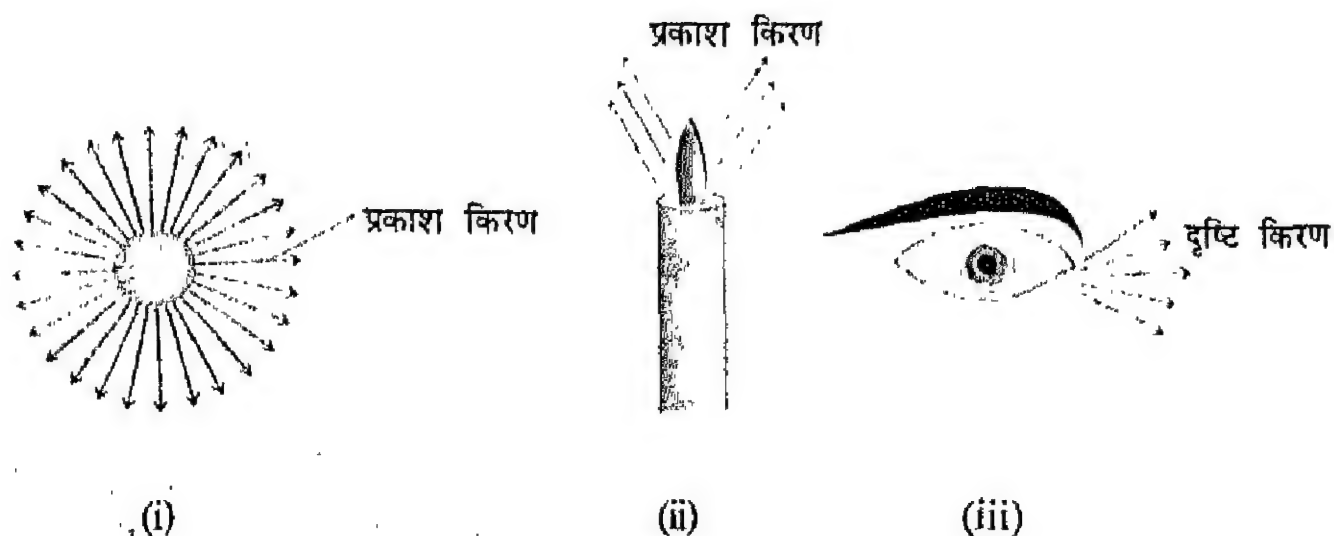 प्रकाश किरण
प्रकाश किरण
दृष्टि किरण
(i)
(ii)
(iii)